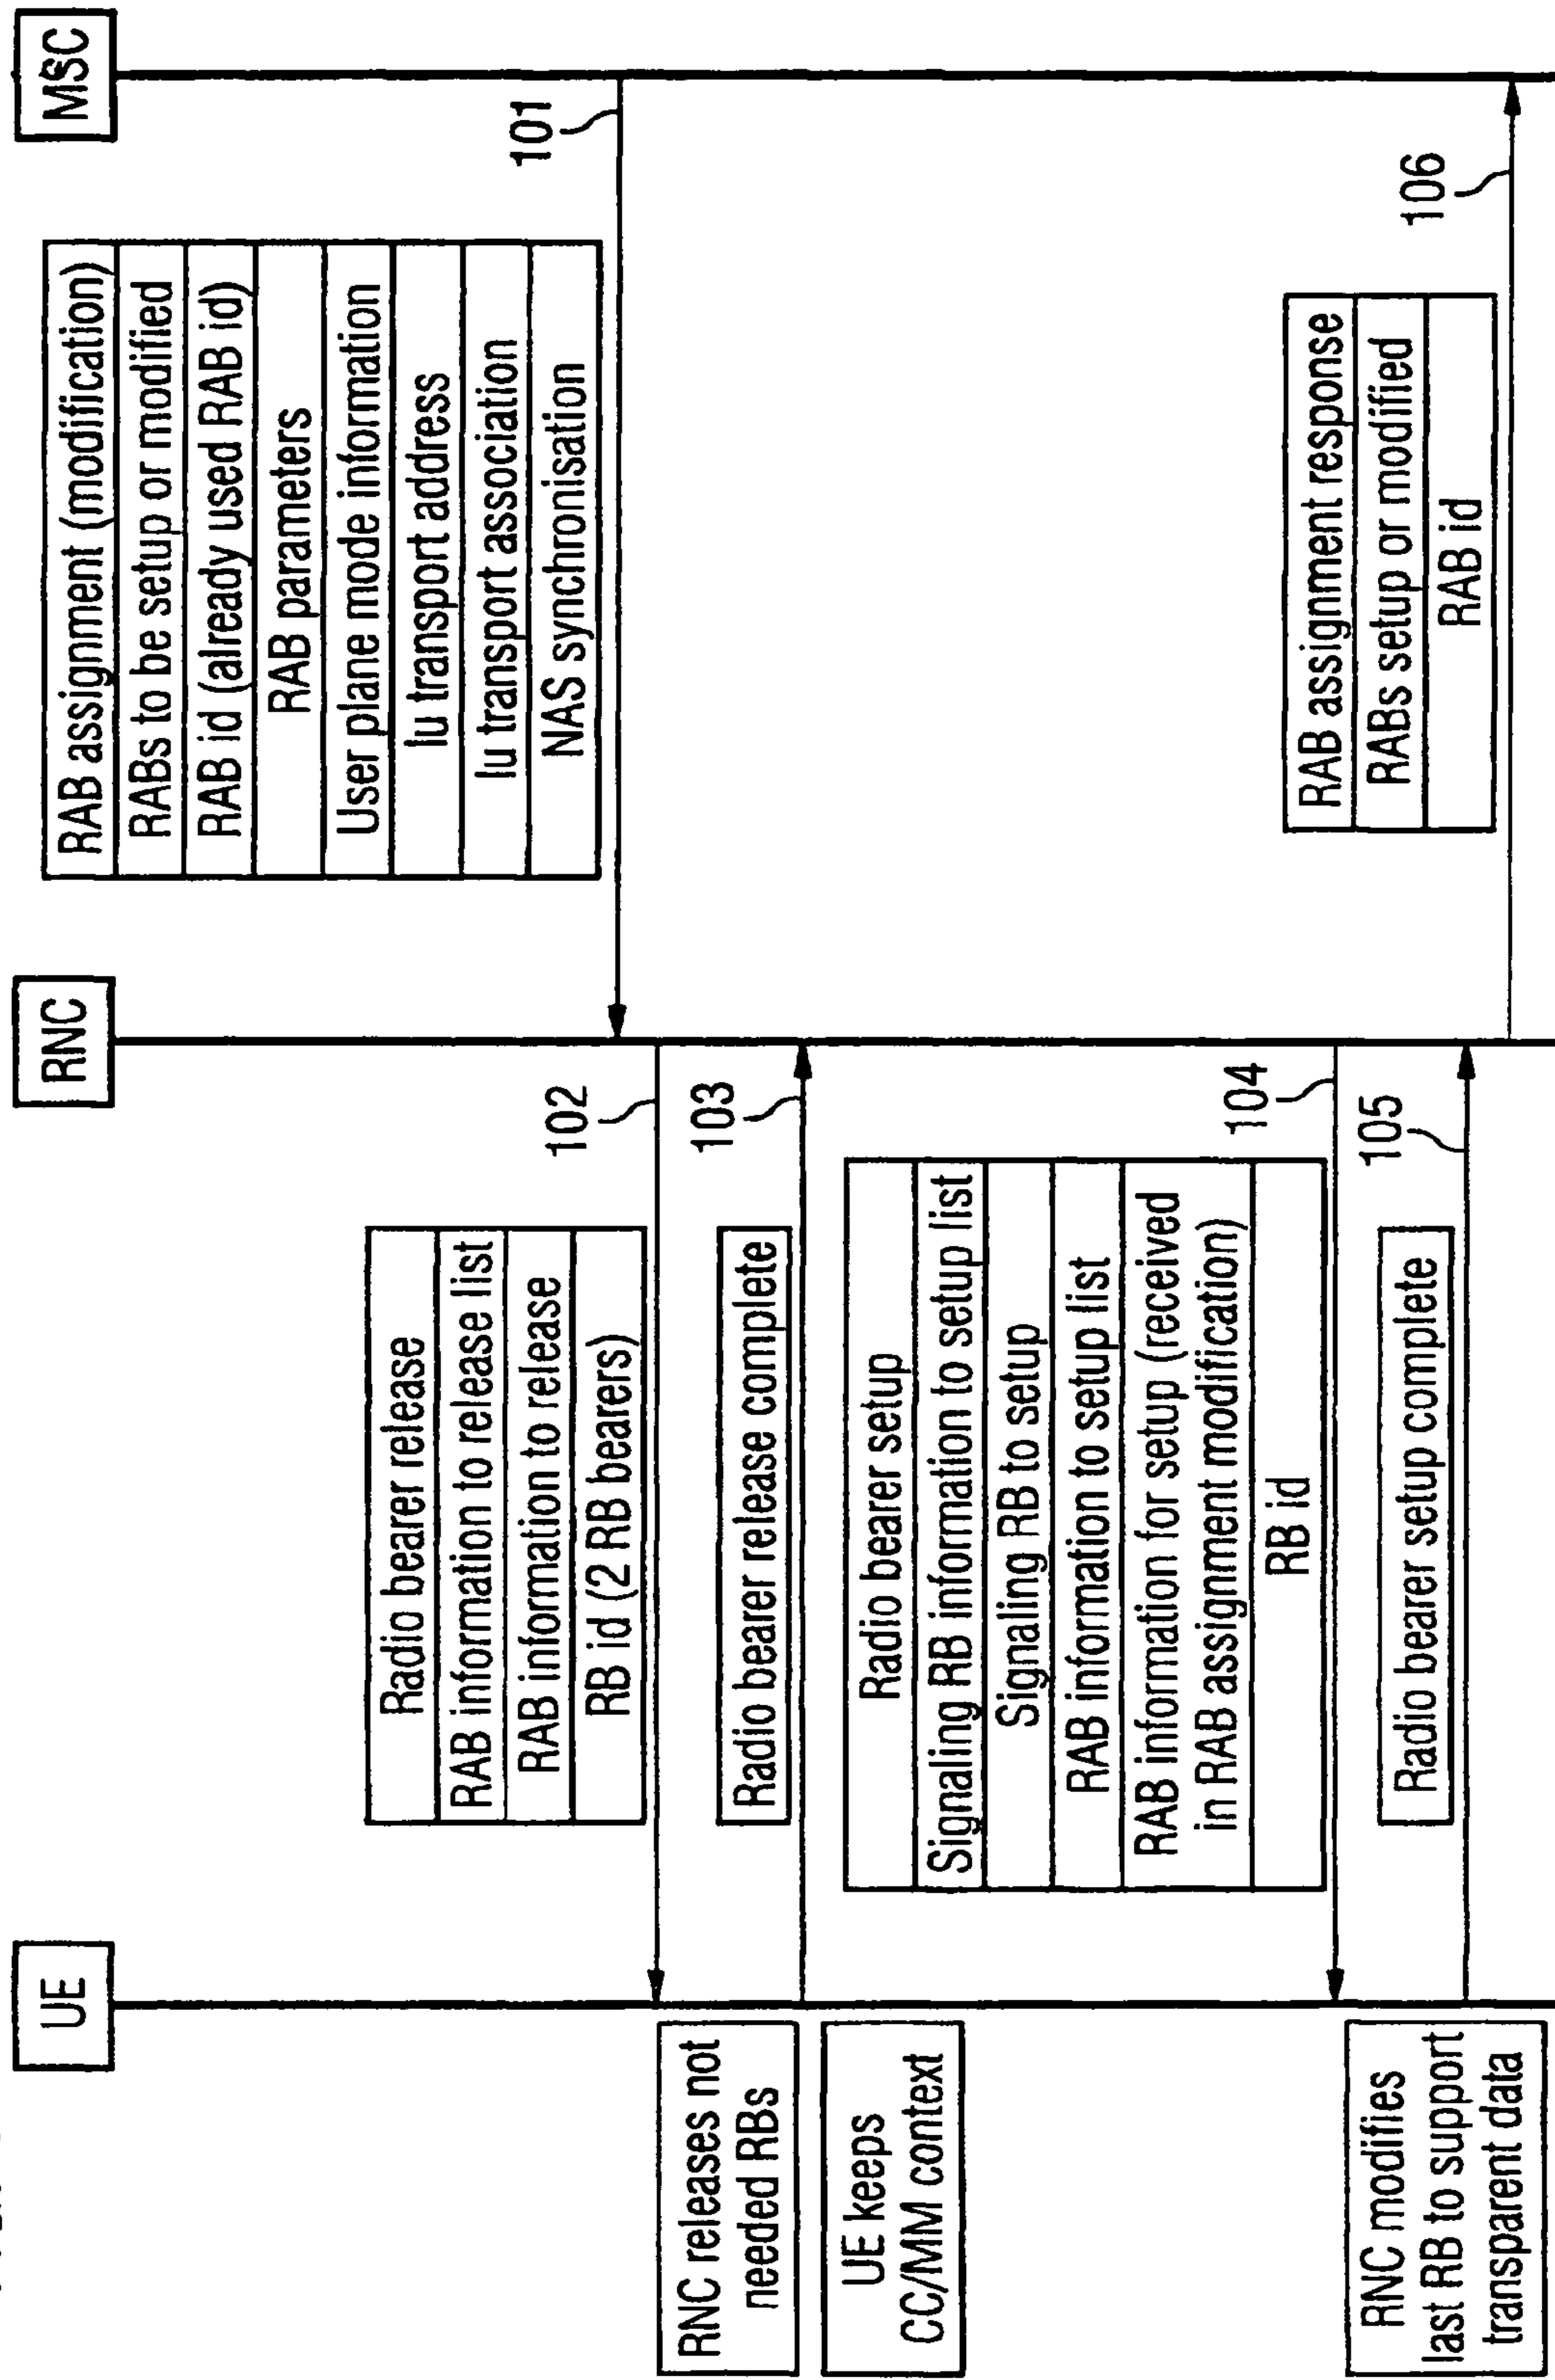 UE
RNC
MSC
RAB assignment (modification)
RABs to be setup or modified
RAB id (already used RAB id)
RAB parameters
User plane mode information
Iu transport address
Iu transport association
NAS synchronisation
101
Radio bearer release
RAB information to release list
RAB information to release
RB id (2 RB bearers)
102
RNC releases not
needed RBs
Radio bearer release complete
103
UE keeps
CC/MM context
Radio bearer setup
Signaling RB information to setup list
Signaling RB to setup
RAB information to setup list
RAB information for setup (received
in RAB assignment modification)
RB id
104
RNC modifies
last RB to support
transparent data
Radio bearer setup complete
105
RAB assignment response
RABs setup or modified
RAB id
106